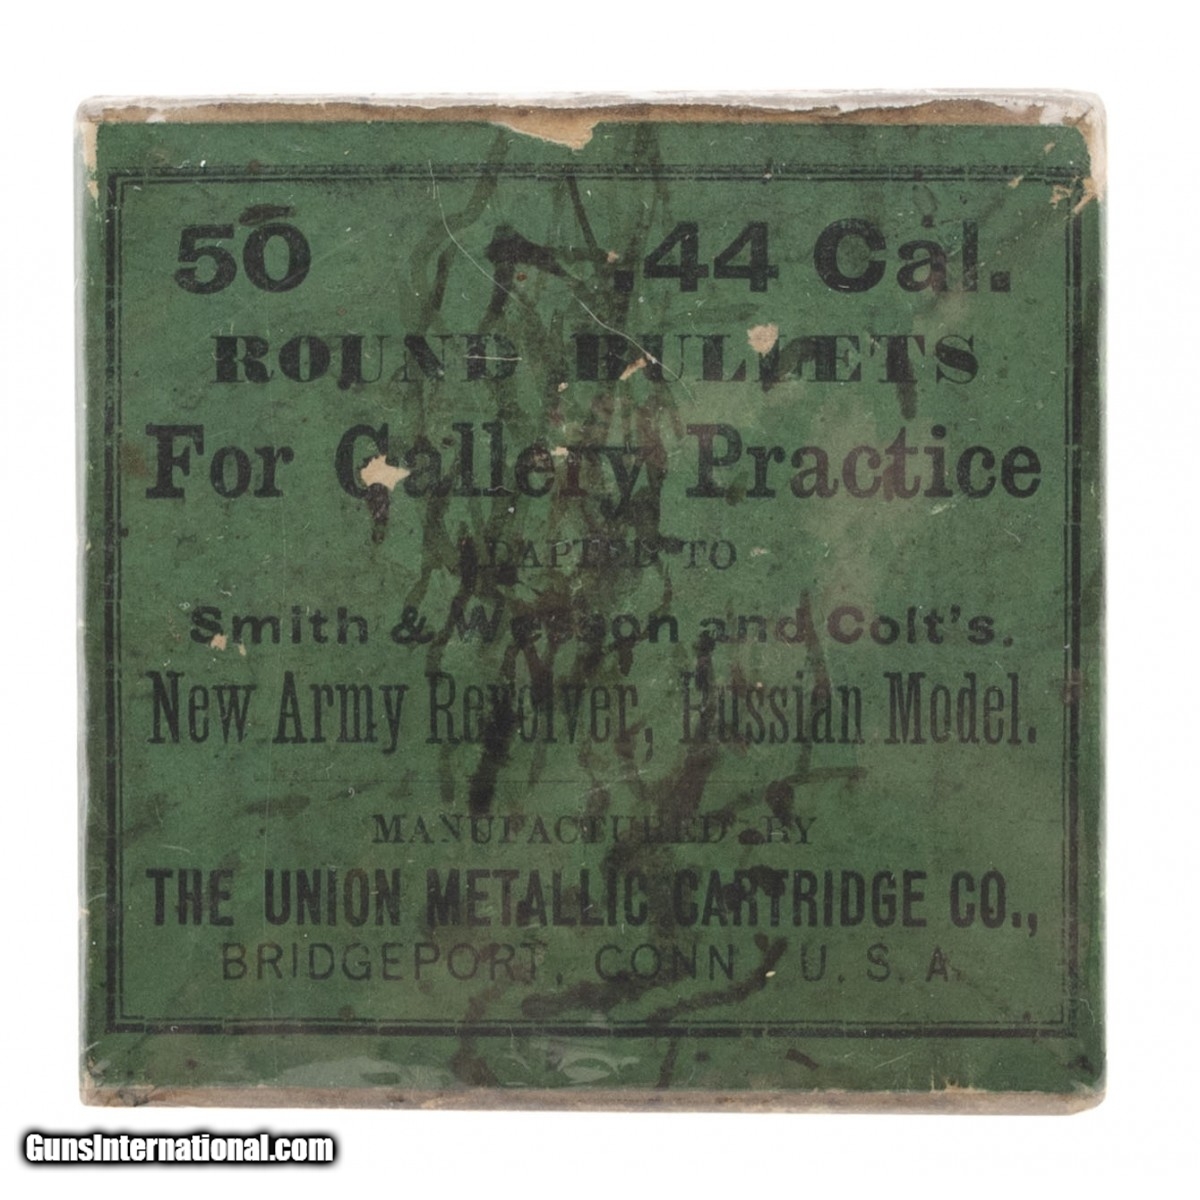 50 .44 Cal.
ROUND BULLETS
For Gallery Practice
ADAPTED TO
Smith & Wesson and Colt's.
New Army Revolver, Russian Model.
MANUFACTURED BY
THE UNION METALLIC CARTRIDGE CO.,
BRIDGEPORT, CONN., U. S. A.
GunsInternational.com